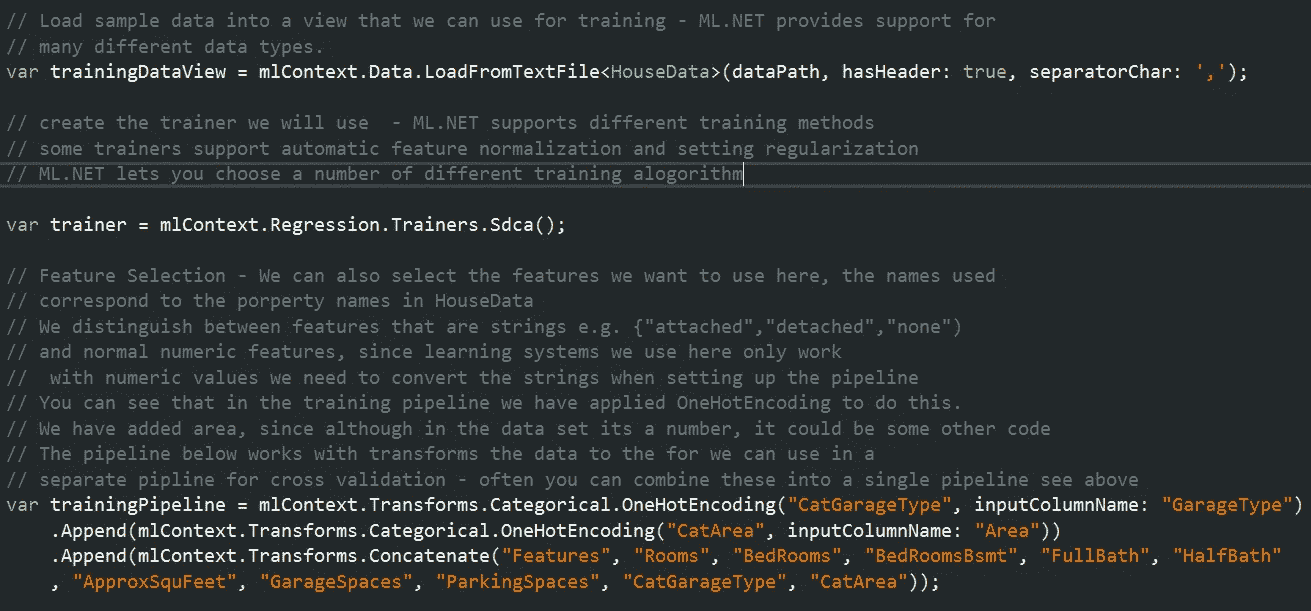 // Load sample data into a view that we can use for training - ML.NET provides support for
// many different data types.
var trainingDataView = mlContext.Data.LoadFromTextFile<HouseData>(dataPath, hasHeader: true, separatorChar: ',');
// create the trainer we will use  - ML.NET supports different training methods
// some trainers support automatic feature normalization and setting regularization
// ML.NET lets you choose a number of different training alogorithm
var trainer = mlContext.Regression.Trainers.Sdca();
// Feature Selection - We can also select the features we want to use here, the names used
// correspond to the porperty names in HouseData
// We distinguish between features that are strings e.g. {"attached","detached","none")
// and normal numeric features, since learning systems we use here only work
//  with numeric values we need to convert the strings when setting up the pipeline
// You can see that in the training pipeline we have applied OneHotEncoding to do this.
// We have added area, since although in the data set its a number, it could be some other code
// The pipeline below works with transforms the data to the for we can use in a
// separate pipline for cross validation - often you can combine these into a single pipeline see above
var trainingPipeline = mlContext.Transforms.Categorical.OneHotEncoding("CatGarageType", inputColumnName: "GarageType")
    .Append(mlContext.Transforms.Categorical.OneHotEncoding("CatArea", inputColumnName: "Area"))
    .Append(mlContext.Transforms.Concatenate("Features", "Rooms", "BedRooms", "BedRoomsBsmt", "FullBath", "HalfBath"
    , "ApproxSquFeet", "GarageSpaces", "ParkingSpaces", "CatGarageType", "CatArea"));